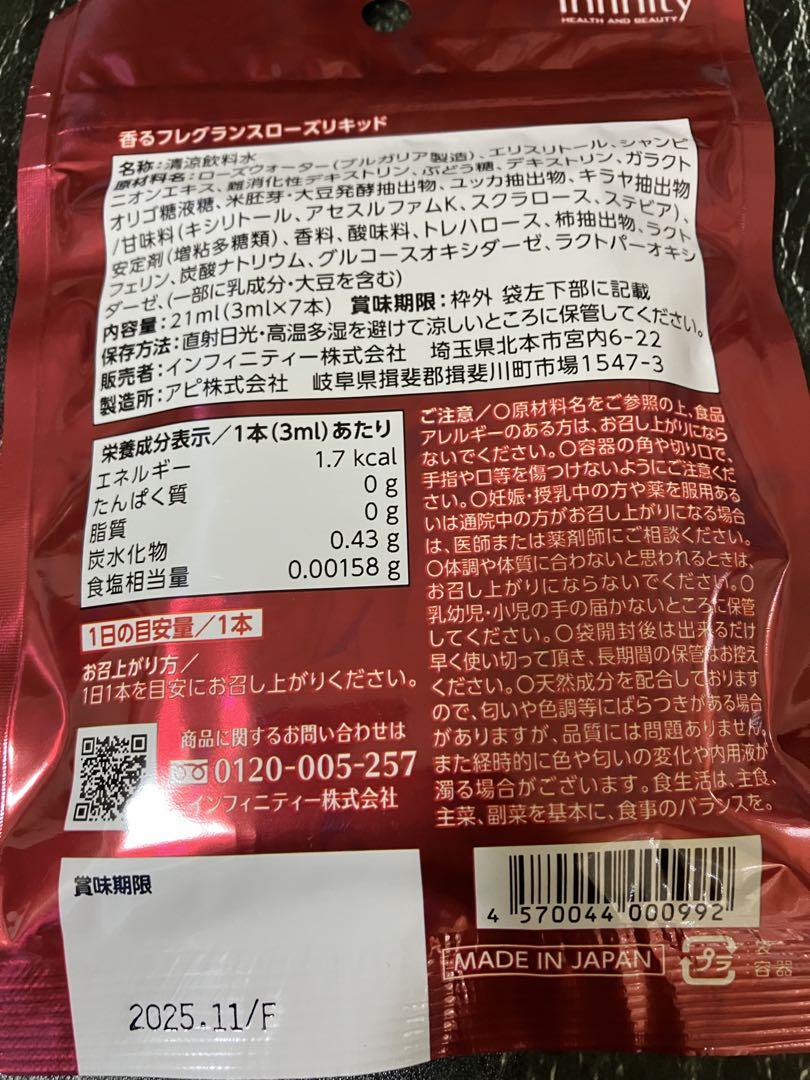 infinity
HEALTH AND BEAUTY
香るフレグランスローズリキッド
名称:清涼飲料水
原材料名:ローズウォーター(ブルガリア製造)、エリスリトール、シャンピ
ニオンエキス、難消化性デキストリン、ぶどう糖、デキストリン、ガラクト
オリゴ糖液糖、米胚芽・大豆発酵抽出物、ユッカ抽出物、キラヤ抽出物
/甘味料(キシリトール、アセスルファムK、スクラロース、ステビア)、
安定剤(増粘多糖類)、香料、酸味料、トレハロース、柿抽出物、ラクト
フェリン、炭酸ナトリウム、グルコースオキシダーゼ、ラクトパーオキシ
ダーゼ、(一部に乳成分・大豆を含む)
内容量:21ml(3ml×7本) 賞味期限:枠外 袋左下部に記載
保存方法:直射日光・高温多湿を避けて涼しいところに保管してください。
販売者:インフィニティー株式会社 埼玉県北本市宮内6-22
製造所:アピ株式会社 岐阜県揖斐郡揖斐川町市場1547-3
栄養成分表示/1本(3ml)あたり
エネルギー 1.7 kcal
たんぱく質 0 g
脂質 0 g
炭水化物 0.43 g
食塩相当量 0.00158 g
1日の目安量/1本
お召上がり方/
1日1本を目安にお召し上がりください。
商品に関するお問い合わせは
0120-005-257
インフィニティー株式会社
ご注意/○原材料名をご参照の上、食品
アレルギーのある方は、お召し上がりになら
ないでください。○容器の角や切り口で、
手指や口等を傷つけないようにご注意くだ
さい。○妊娠・授乳中の方や薬を服用ある
いは通院中の方がお召し上がりになる場合
は、医師または薬剤師にご相談ください。
○体調や体質に合わないと思われるときは、
お召し上がりにならないでください。○
乳幼児・小児の手の届かないところに保管
してください。○袋開封後は出来るだけ
早く使い切って頂き、長期間の保管はお控え
ください。○天然成分を配合しております
ので、匂いや色調等にばらつきがある場合
がありますが、品質には問題ありません。
また経時的に色や匂いの変化や内用液が
濁る場合がございます。食生活は、主食、
主菜、副菜を基本に、食事のバランスを。
賞味期限
2025.11/F
4 570044 000992
MADE IN JAPAN
プラ
容器